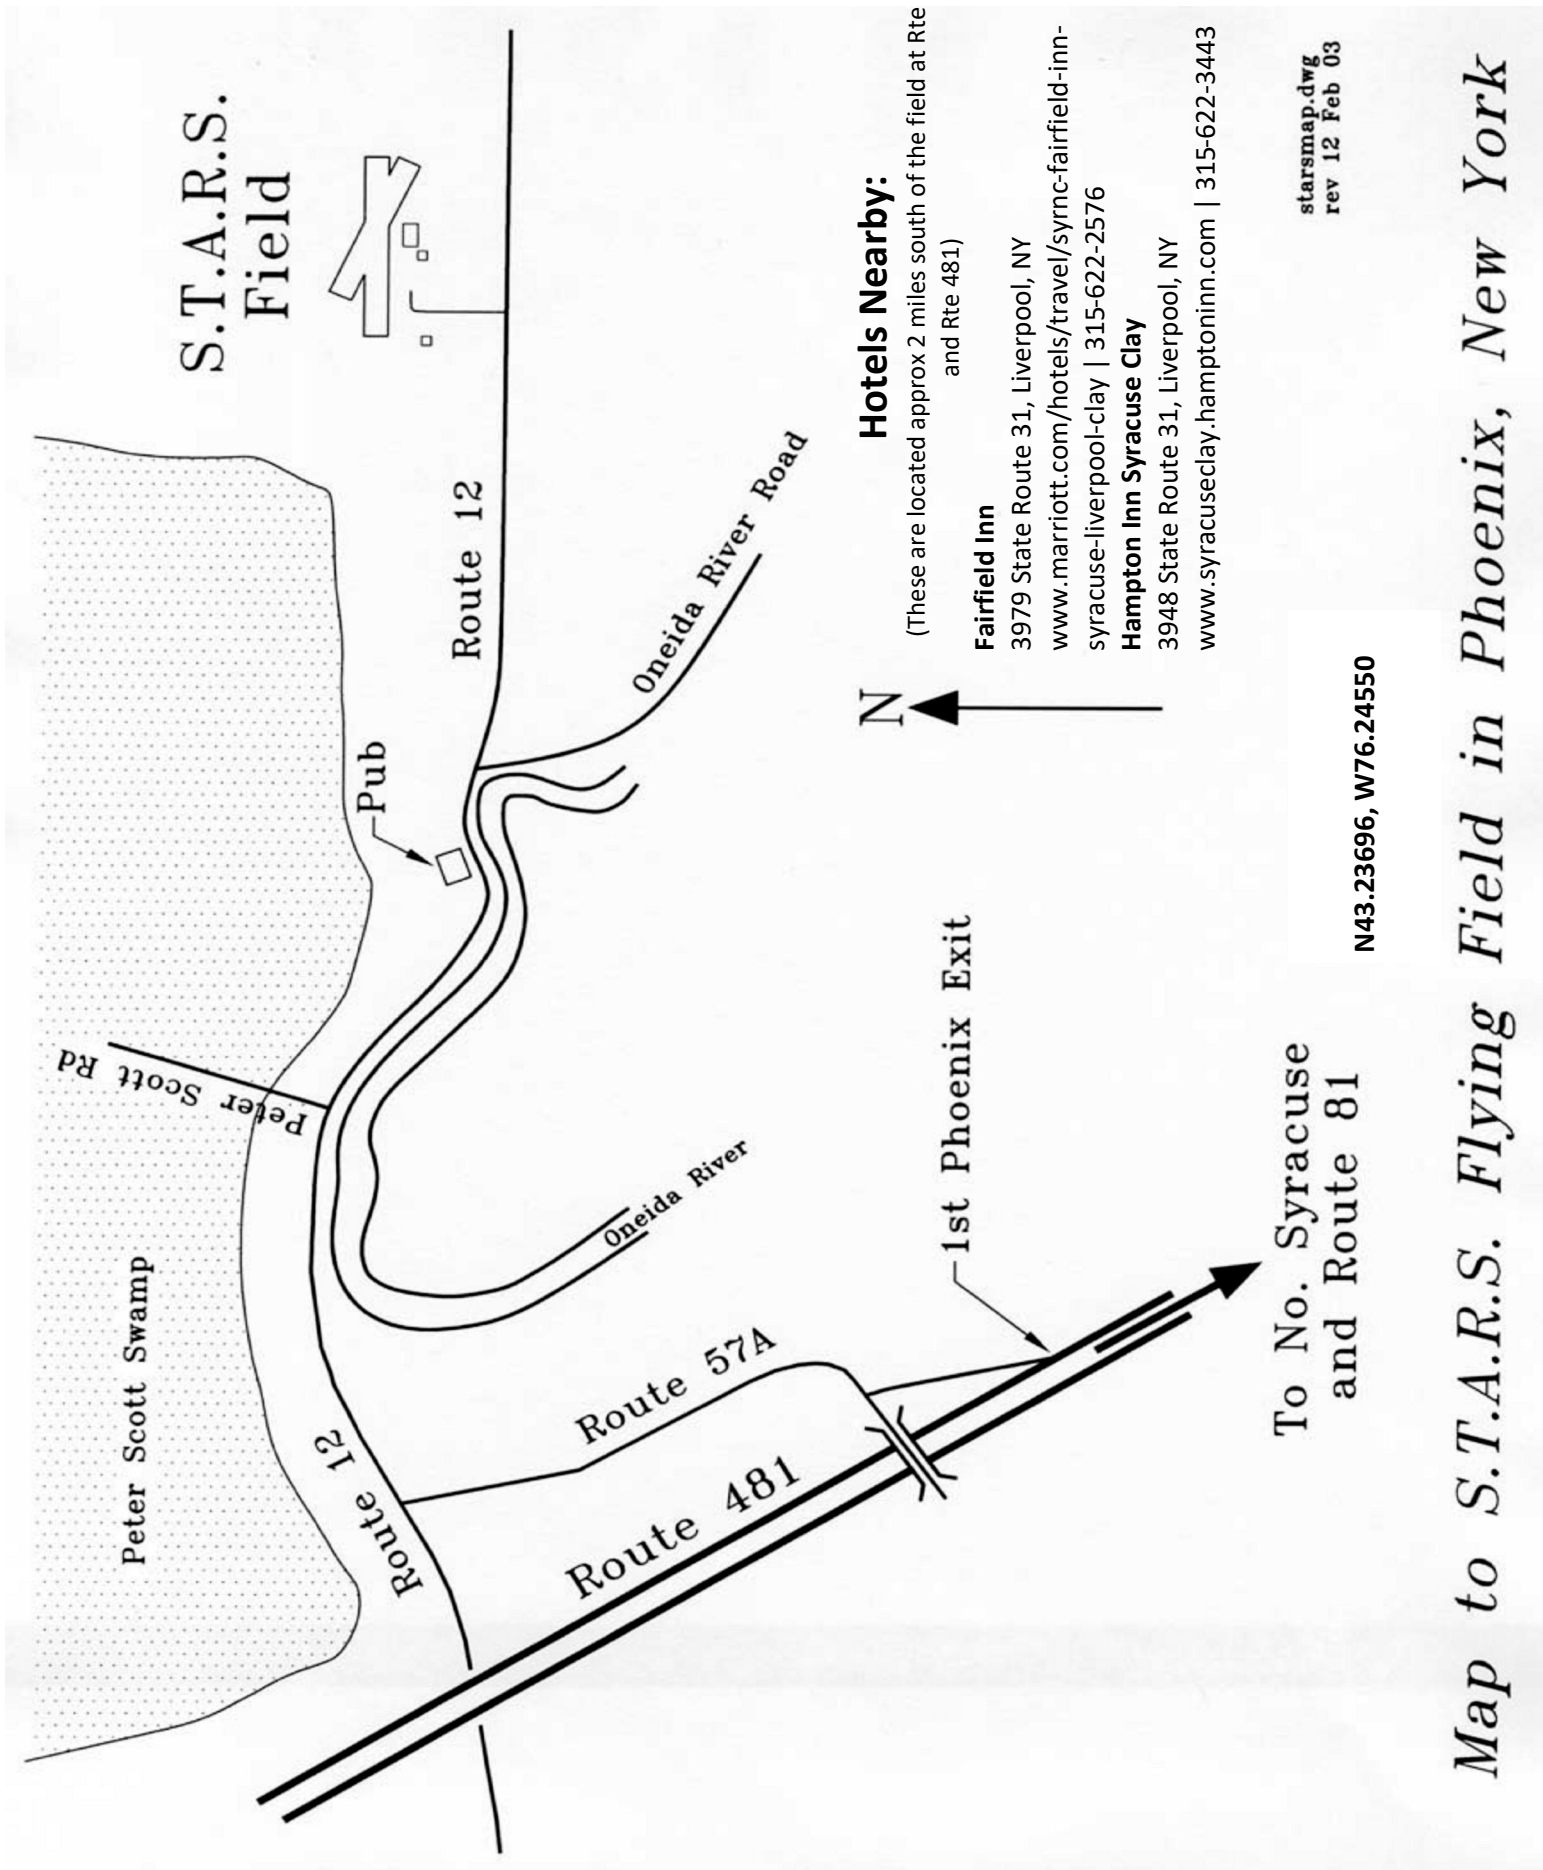 S.T.A.R.S.
Field
Peter Scott Swamp
Peter Scott Rd
Pub
Route 12
Route 12
Oneida River Road
Oneida River
Route 57A
Route 481
1st Phoenix Exit
To No. Syracuse
and Route 81
N
Hotels Nearby:
(These are located approx 2 miles south of the field at Rte
and Rte 481)
Fairfield Inn
3979 State Route 31, Liverpool, NY
www.marriott.com/hotels/travel/syrnc-fairfield-inn-
syracuse-liverpool-clay | 315-622-2576
Hampton Inn Syracuse Clay
3948 State Route 31, Liverpool, NY
www.syracuseclay.hamptoninn.com | 315-622-3443
N43.23696, W76.24550
starsmap.dwg
rev 12 Feb 03
Map to S.T.A.R.S. Flying Field in Phoenix, New York